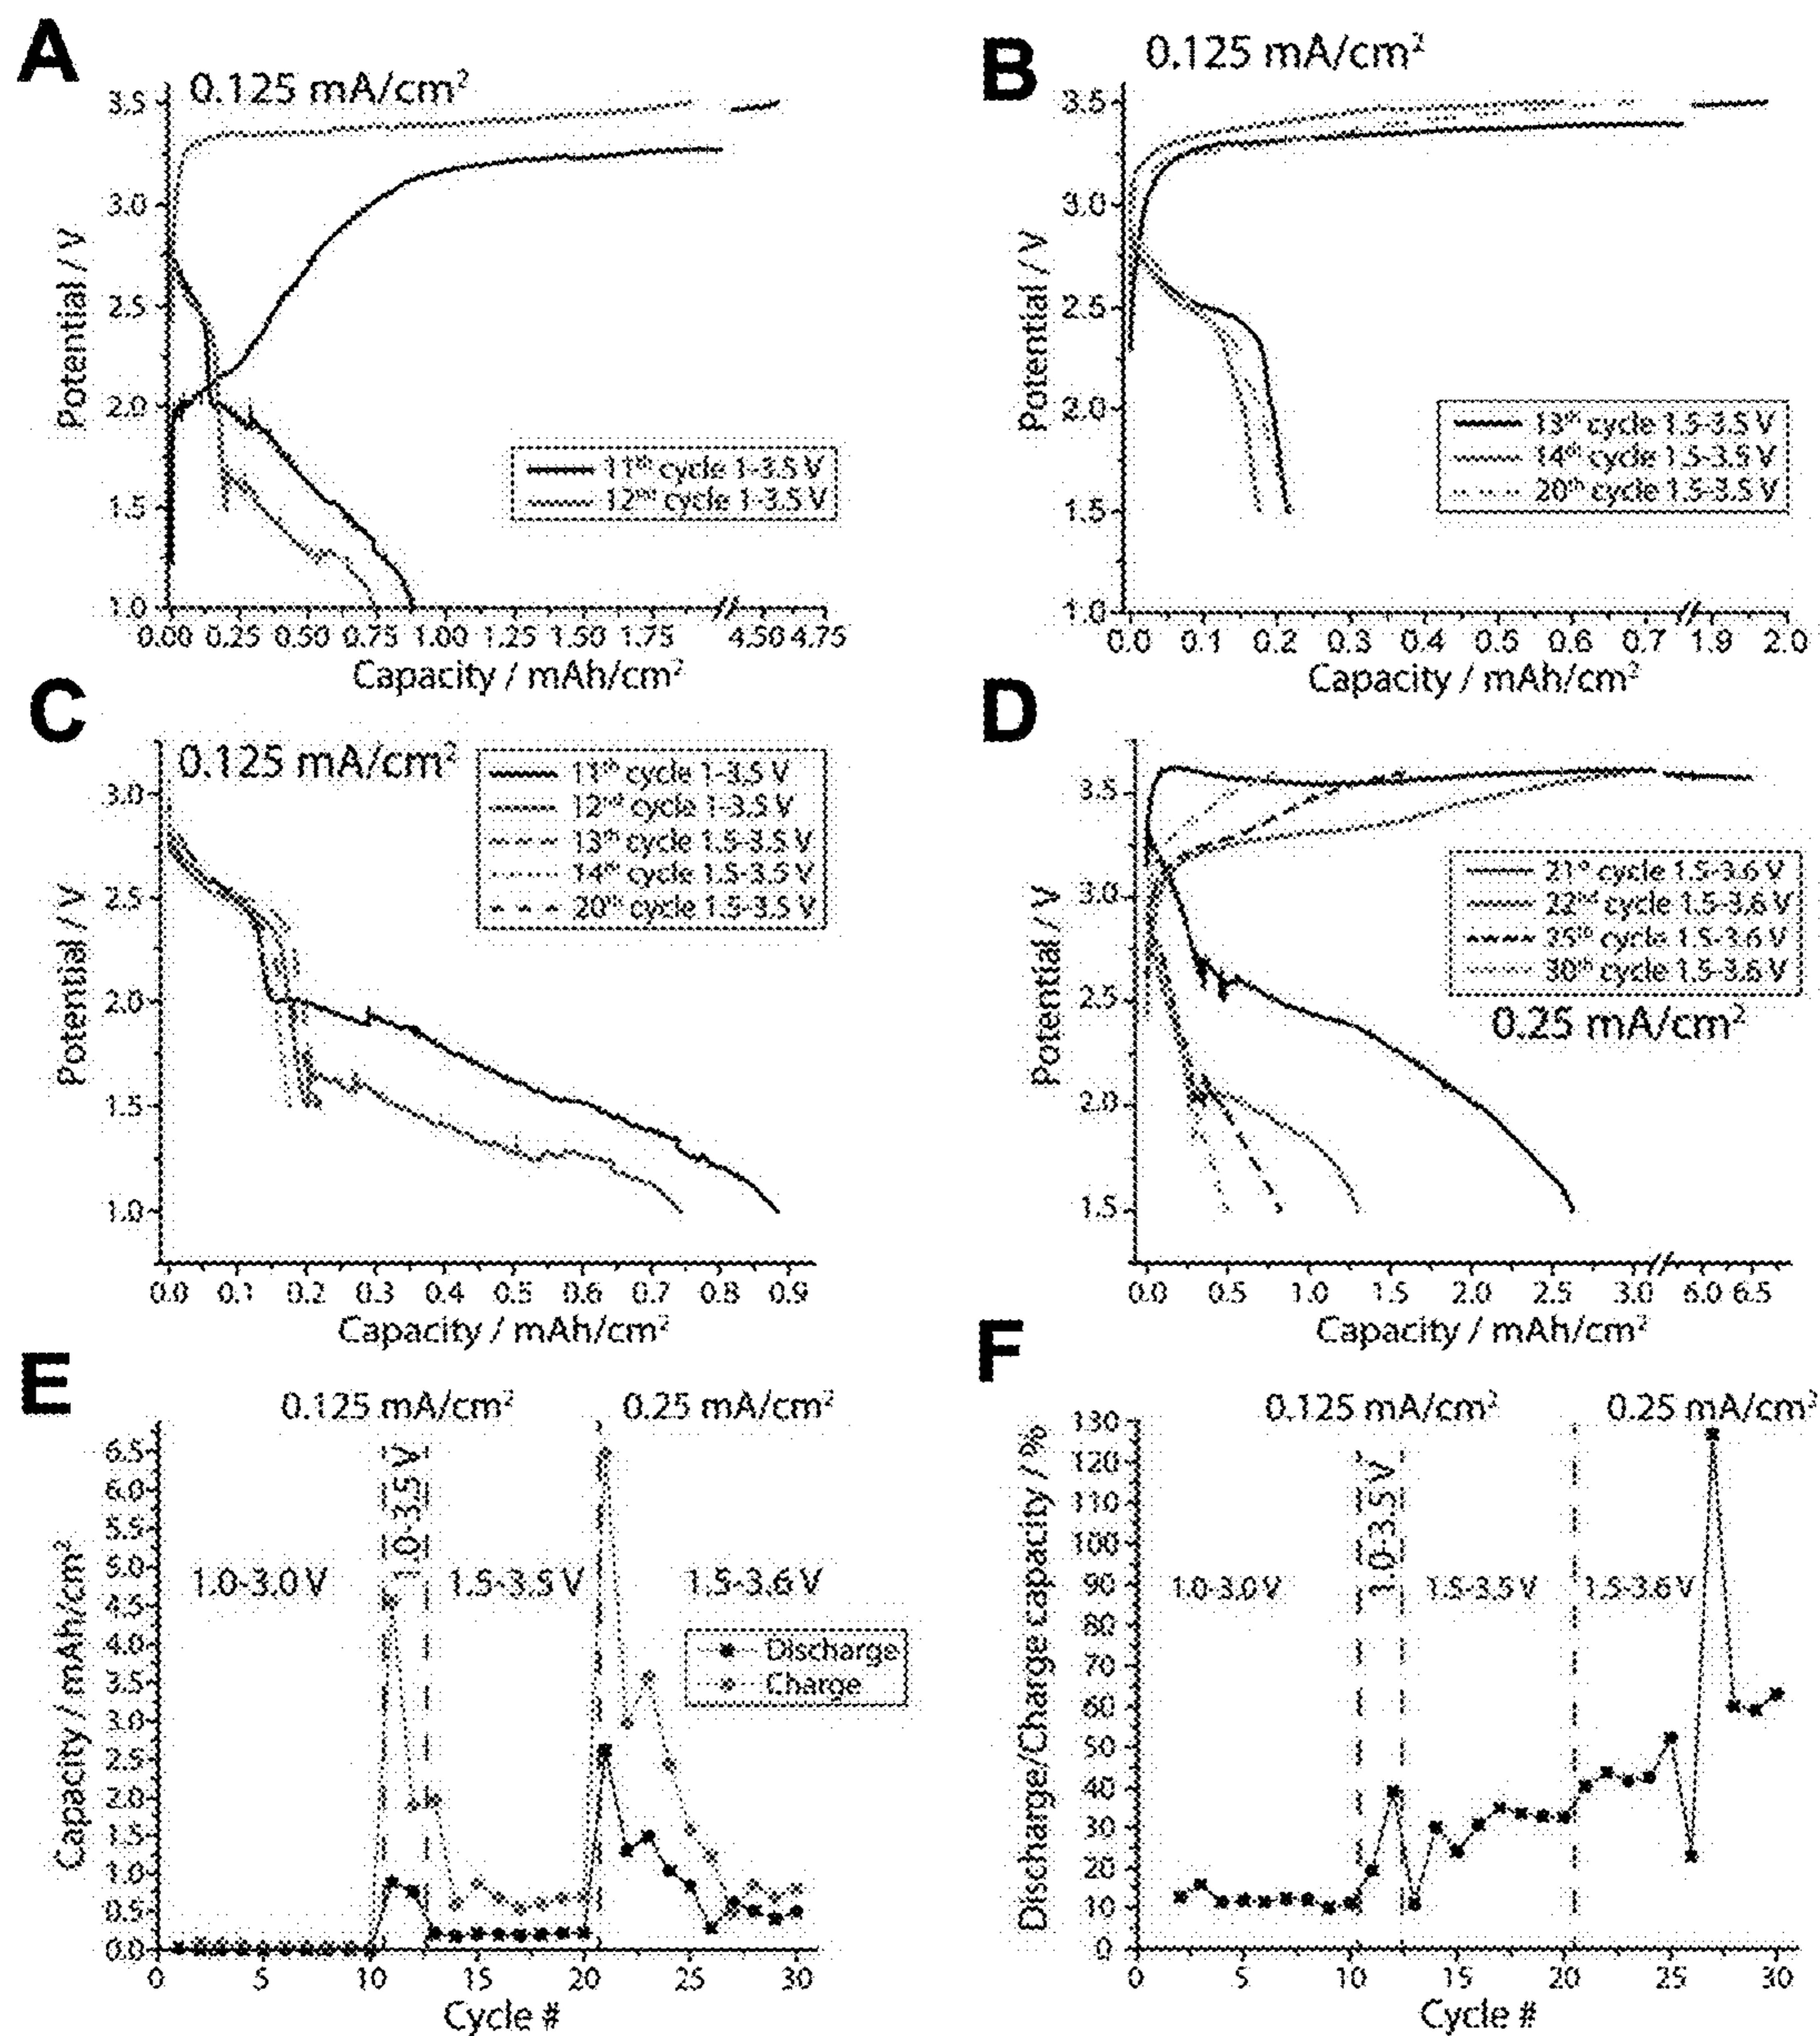 A
0.125 mA/cm²
3.5
3.0
2.5
2.0
1.5
1.0
Potential / V
11th cycle 1-3.5 V
12nd cycle 1-3.5 V
0.00 0.25 0.50 0.75 1.00 1.25 1.50 1.75 4.50 4.75
Capacity / mAh/cm²
B
0.125 mA/cm²
3.5
3.0
2.5
2.0
1.5
1.0
Potential / V
13th cycle 1.5-3.5 V
14th cycle 1.5-3.5 V
20th cycle 1.5-3.5 V
0.0 0.1 0.2 0.3 0.4 0.5 0.6 0.7 1.9 2.0
Capacity / mAh/cm²
C
0.125 mA/cm²
3.0
2.5
2.0
1.5
1.0
Potential / V
11th cycle 1-3.5 V
12nd cycle 1-3.5 V
13th cycle 1.5-3.5 V
14th cycle 1.5-3.5 V
20th cycle 1.5-3.5 V
0.0 0.1 0.2 0.3 0.4 0.5 0.6 0.7 0.8 0.9
Capacity / mAh/cm²
D
3.5
3.0
2.5
2.0
1.5
Potential / V
21st cycle 1.5-3.6 V
22nd cycle 1.5-3.6 V
25th cycle 1.5-3.6 V
30th cycle 1.5-3.6 V
0.25 mA/cm²
0.0 0.5 1.0 1.5 2.0 2.5 3.0 6.0 6.5
Capacity / mAh/cm²
E
0.125 mA/cm² 0.25 mA/cm²
6.5
6.0
5.5
5.0
4.5
4.0
3.5
3.0
2.5
2.0
1.5
1.0
0.5
0.0
Capacity / mAh/cm²
1.0-3.0 V
1.0-3.5 V
1.5-3.5 V
1.5-3.6 V
Discharge
Charge
0 5 10 15 20 25 30
Cycle #
F
0.125 mA/cm² 0.25 mA/cm²
130
120
110
100
90
80
70
60
50
40
30
20
10
0
Discharge/Charge capacity / %
1.0-3.0 V
1.0-3.5 V
1.5-3.5 V
1.5-3.6 V
0 5 10 15 20 25 30
Cycle #